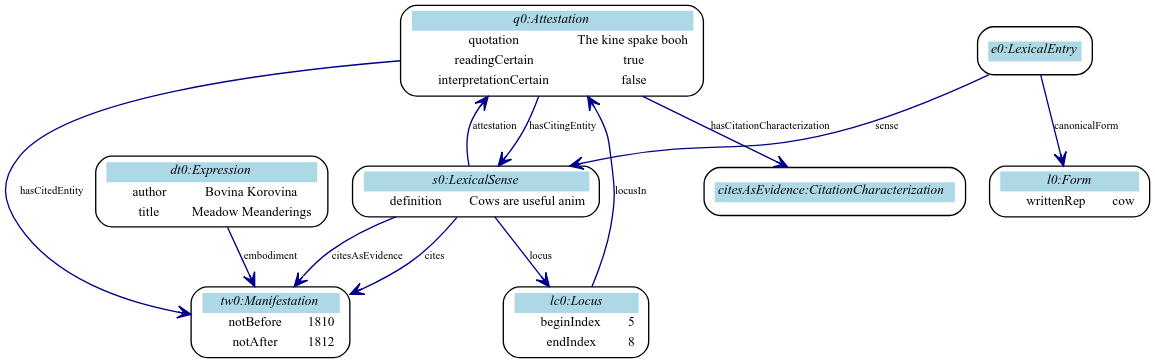 q0:Attestation
quotation The kine spake booh
readingCertain true
interpretationCertain false
e0:LexicalEntry
attestation
hasCitingEntity
hasCitationCharacterization
sense
canonicalForm
hasCitedEntity
dt0:Expression
author Bovina Korovina
title Meadow Meanderings
s0:LexicalSense
definition Cows are useful anim
locusIn
citesAsEvidence:CitationCharacterization
l0:Form
writtenRep cow
embodiment
citesAsEvidence
cites
locus
tw0:Manifestation
notBefore 1810
notAfter 1812
lc0:Locus
beginIndex 5
endIndex 8